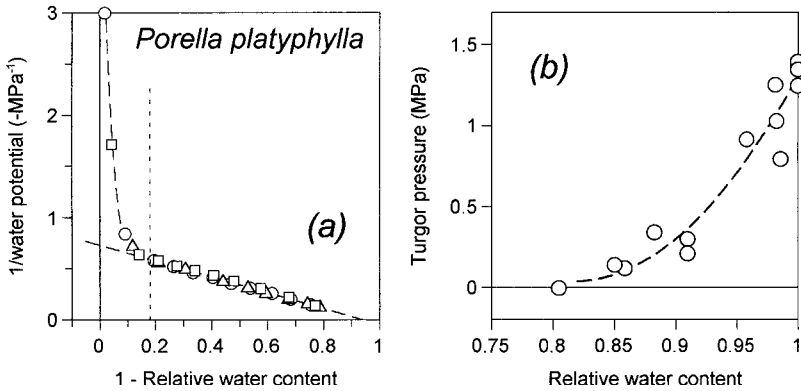 Porella platyphylla
(a)
1/water potential (-MPa⁻¹)
3
2
1
0
0 0.2 0.4 0.6 0.8 1
1 - Relative water content
(b)
Turgor pressure (MPa)
1.5
1
0.5
0
0.75 0.8 0.85 0.9 0.95 1
Relative water content